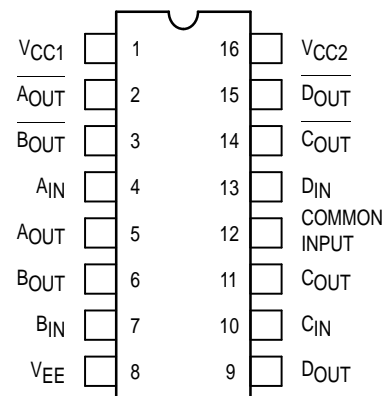 VCC1 1 16 VCC2
AOUT 2 15 DOUT
BOUT 3 14 COUT
AIN 4 13 DIN
AOUT 5 12 COMMON INPUT
BOUT 6 11 COUT
BIN 7 10 CIN
VEE 8 9 DOUT